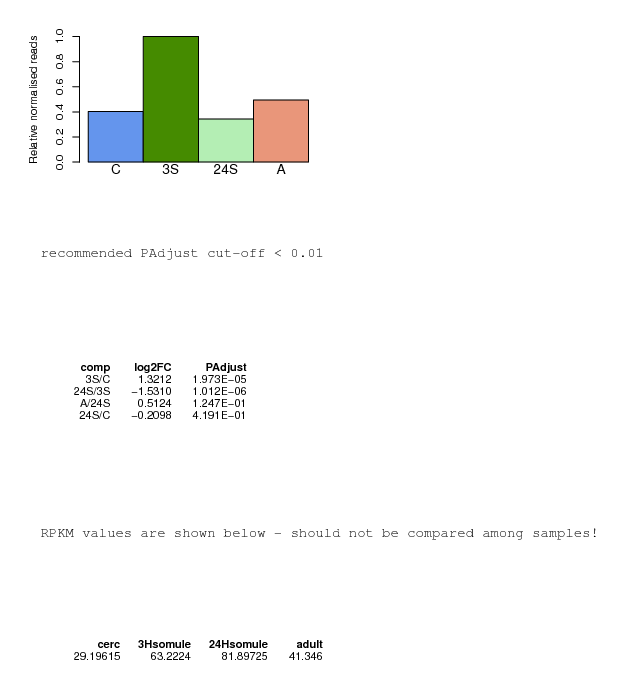 Relative normalised reads
1.0
0.8
0.6
0.4
0.2
0.0
C 3S 24S A
recommended PAdjust cut-off < 0.01
comp log2FC PAdjust
3S/C 1.3212 1.973E-05
24S/3S -1.5310 1.012E-06
A/24S 0.5124 1.247E-01
24S/C -0.2098 4.191E-01
RPKM values are shown below - should not be compared among samples!
cerc 3Hsomule 24Hsomule adult
29.19615 63.2224 81.89725 41.346